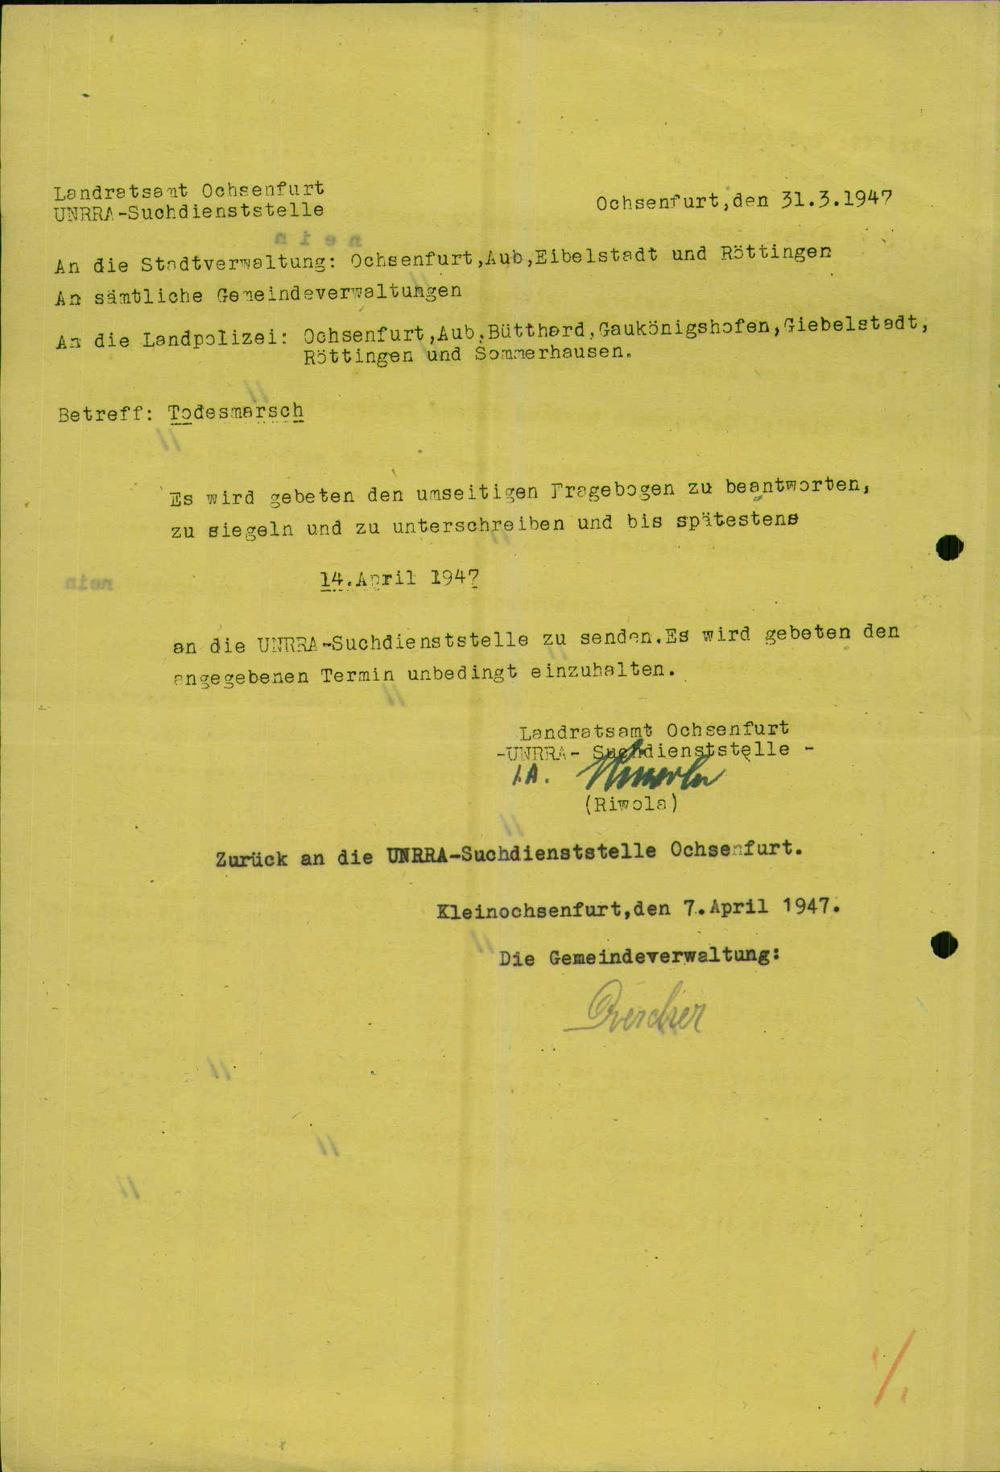 Landratsamt Ochsenfurt
UNRRA-Suchdienststelle
Ochsenfurt,den 31.3.1947
nein
An die Stadtverwaltung: Ochsenfurt,Aub,Eibelstadt und Röttingen
An sämtliche Gemeindeverwaltungen
An die Landpolizei: Ochsenfurt,Aub,Bütthard,Gaukönigshofen,Giebelstadt,
Röttingen und Sommerhausen.
Betreff: Todesmarsch
Es wird gebeten den umseitigen Fragebogen zu beantworten,
zu siegeln und zu unterschreiben und bis spätestens
14.April 1947
nein
an die UNRRA-Suchdienststelle zu senden.Es wird gebeten den
angegebenen Termin unbedingt einzuhalten.
Landratsamt Ochsenfurt
-UNRRA- Suchdienststelle -
I.A.
(Riwola)
Zurück an die UNRRA-Suchdienststelle Ochsenfurt.
Kleinochsenfurt,den 7.April 1947.
Die Gemeindeverwaltung: